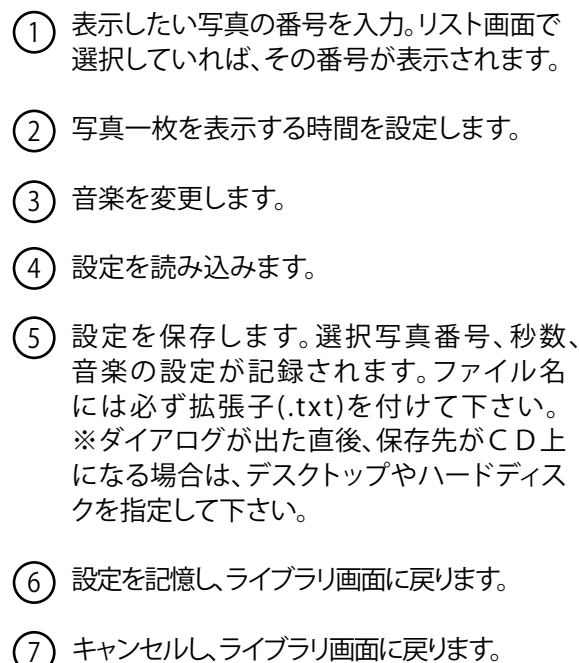 ① 表示したい写真の番号を入力。リスト画面で
選択していれば、その番号が表示されます。
② 写真一枚を表示する時間を設定します。
③ 音楽を変更します。
④ 設定を読み込みます。
⑤ 設定を保存します。選択写真番号、秒数、
音楽の設定が記録されます。ファイル名
には必ず拡張子(.txt)を付けて下さい。
※ダイアログが出た直後、保存先がＣＤ上
になる場合は、デスクトップやハードディス
クを指定して下さい。
⑥ 設定を記憶し、ライブラリ画面に戻ります。
⑦ キャンセルし、ライブラリ画面に戻ります。